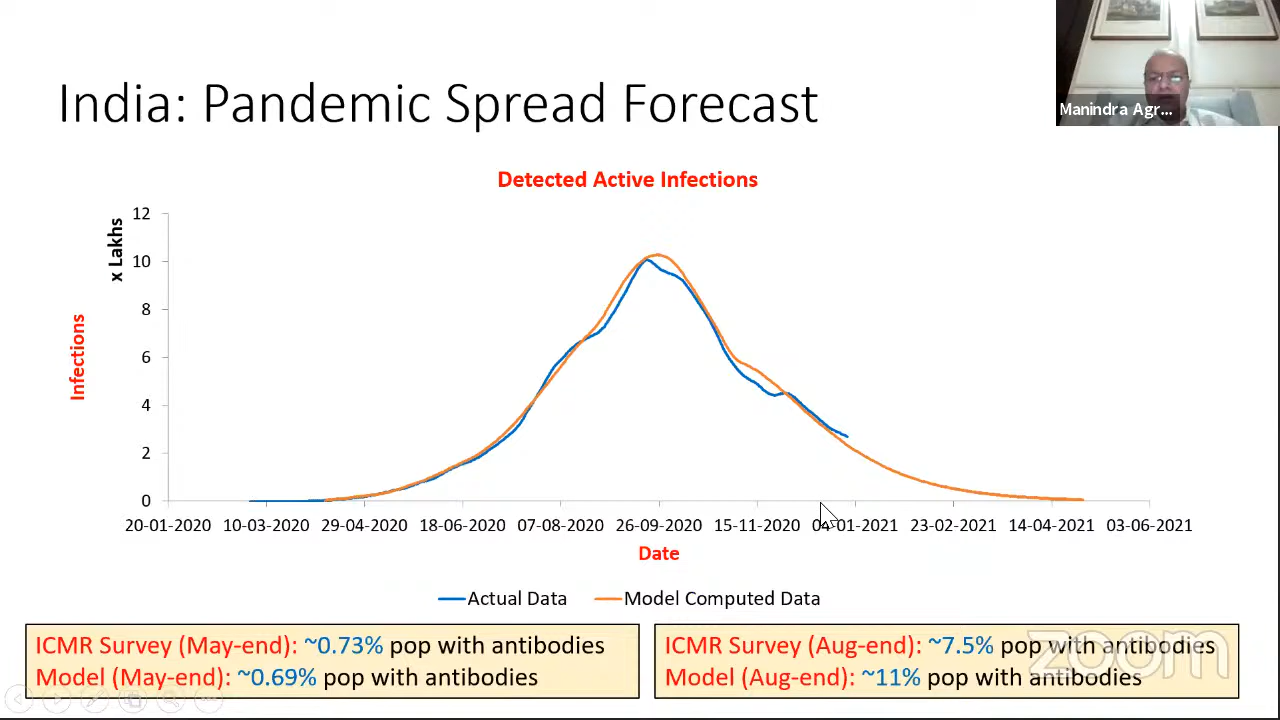 Manindra Agr...
India: Pandemic Spread Forecast
Detected Active Infections
x Lakhs
Infections
12
10
8
6
4
2
0
20-01-2020 10-03-2020 29-04-2020 18-06-2020 07-08-2020 26-09-2020 15-11-2020 04-01-2021 23-02-2021 14-04-2021 03-06-2021
Date
Actual Data Model Computed Data
ICMR Survey (May-end): ~0.73% pop with antibodies
Model (May-end): ~0.69% pop with antibodies
ICMR Survey (Aug-end): ~7.5% pop with antibodies
Model (Aug-end): ~11% pop with antibodies
zoom